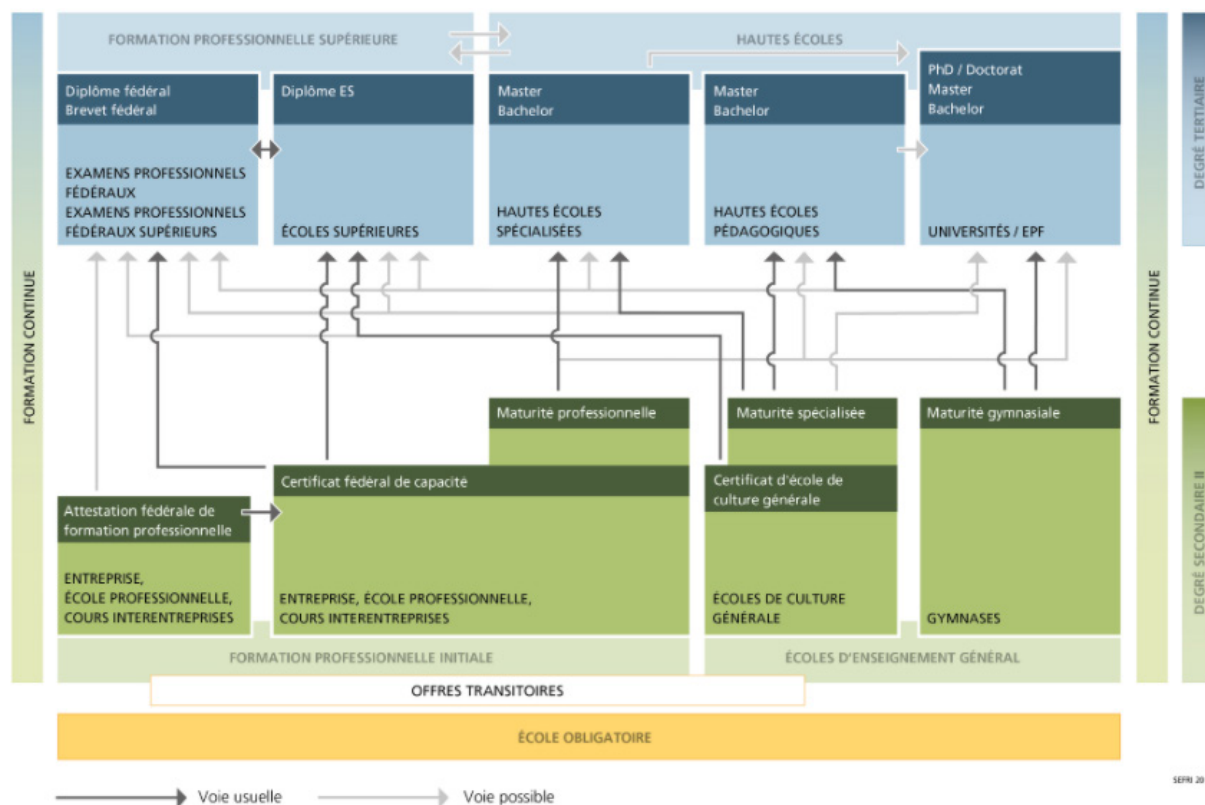 FORMATION PROFESSIONNELLE SUPÉRIEURE
HAUTES ÉCOLES
Diplôme fédéral
Brevet fédéral
EXAMENS PROFESSIONNELS
FÉDÉRAUX
EXAMENS PROFESSIONNELS
FÉDÉRAUX SUPÉRIEURS
Diplôme ES
ÉCOLES SUPÉRIEURES
Master
Bachelor
HAUTES ÉCOLES
SPÉCIALISÉES
Master
Bachelor
HAUTES ÉCOLES
PÉDAGOGIQUES
PhD / Doctorat
Master
Bachelor
UNIVERSITÉS / EPF
FORMATION CONTINUE
FORMATION CONTINUE
DEGRÉ TERTIAIRE
DEGRÉ SECONDAIRE II
Maturité professionnelle
Maturité spécialisée
Maturité gymnasiale
Certificat fédéral de capacité
Certificat d'école de
culture générale
Attestation fédérale de
formation professionnelle
ENTREPRISE,
ÉCOLE PROFESSIONNELLE,
COURS INTERENTREPRISES
ENTREPRISE, ÉCOLE PROFESSIONNELLE,
COURS INTERENTREPRISES
ÉCOLES DE CULTURE
GÉNÉRALE
GYMNASES
FORMATION PROFESSIONNELLE INITIALE
ÉCOLES D'ENSEIGNEMENT GÉNÉRAL
OFFRES TRANSITOIRES
ÉCOLE OBLIGATOIRE
Voie usuelle
Voie possible
SEFRI 20